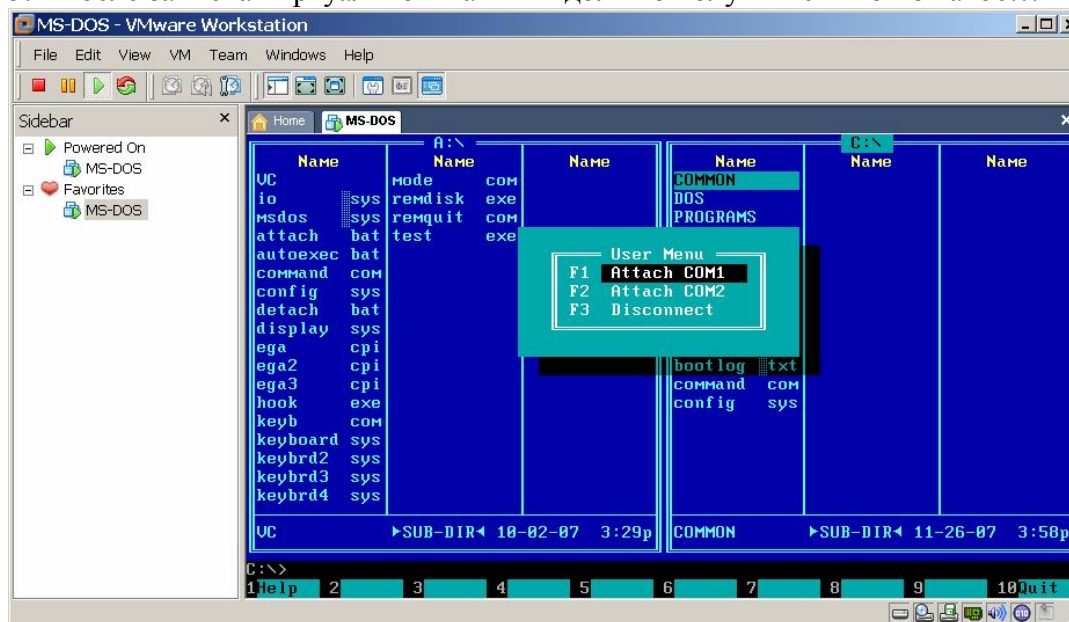 MS-DOS - VMware Workstation
File Edit View VM Team Windows Help
Sidebar ×
Powered On
MS-DOS
Favorites
MS-DOS
Home MS-DOS ×
A:\ C:\
Name Name Name Name Name Name
VC mode com COMMON
io sys remdisk exe DOS
msdos sys remquit com PROGRAMS
attach bat test exe
autoexec bat
command com
config sys
detach bat
display sys
ega cpi
User Menu
F1 Attach COM1
F2 Attach COM2
F3 Disconnect
ega2 cpi bootlog txt
ega3 cpi command com
hook exe config sys
keyb com
keyboard sys
keybrd2 sys
keybrd3 sys
keybrd4 sys
VC ►SUB-DIR◄ 10-02-07 3:29p COMMON ►SUB-DIR◄ 11-26-07 3:58p
C:\>
1Help 2 3 4 5 6 7 8 9 10Quit